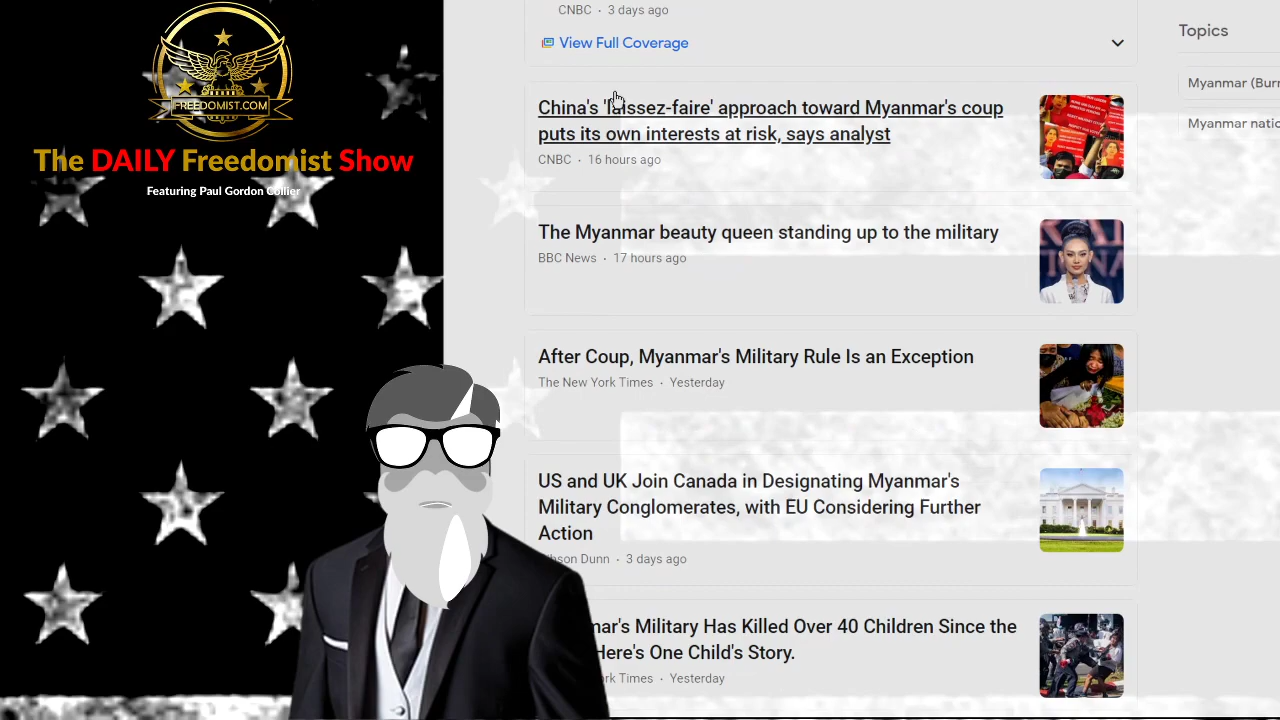 FREEDOMIST.COM
The DAILY Freedomist Show
Featuring Paul Gordon Collier
CNBC · 3 days ago
View Full Coverage
China's 'laissez-faire' approach toward Myanmar's coup
puts its own interests at risk, says analyst
CNBC · 16 hours ago
The Myanmar beauty queen standing up to the military
BBC News · 17 hours ago
After Coup, Myanmar's Military Rule Is an Exception
The New York Times · Yesterday
US and UK Join Canada in Designating Myanmar's
Military Conglomerates, with EU Considering Further
Action
Dunn · 3 days ago
Military Has Killed Over 40 Children Since the
Here's One Child's Story.
Times · Yesterday
Topics
Myanmar
Myanmar